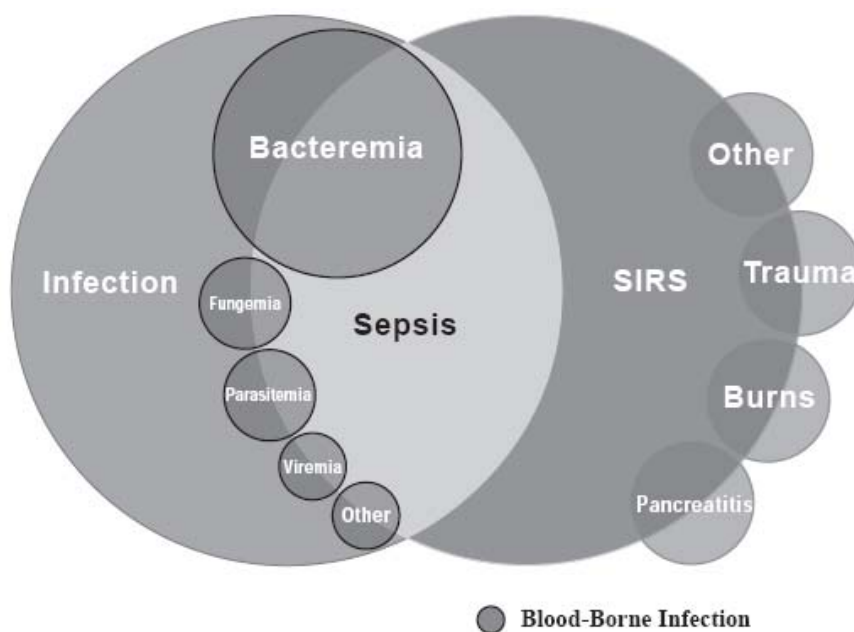 Bacteremia
Other
Infection
SIRS
Trauma
Fungemia
Sepsis
Parasitemia
Burns
Viremia
Other
Pancreatitis
Blood-Borne Infection